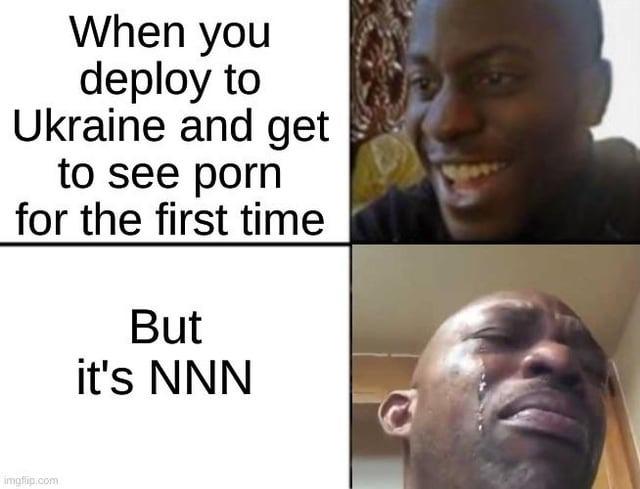 When you
deploy to
Ukraine and get
to see porn
for the first time
But
it's NNN
imgflip.com